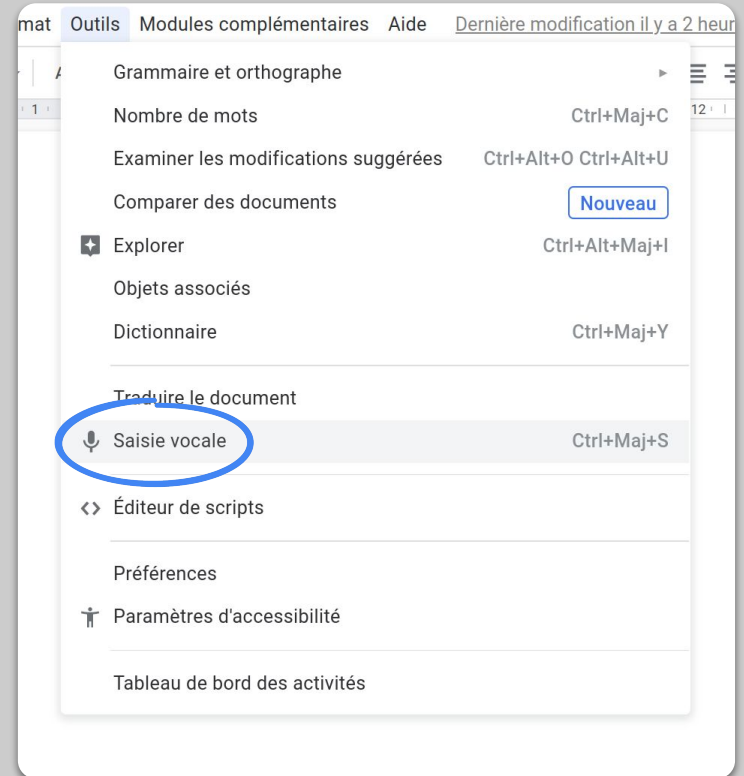 mat Outils Modules complémentaires Aide Dernière modification il y a 2 heur
1 12
Grammaire et orthographe
Nombre de mots Ctrl+Maj+C
Examiner les modifications suggérées Ctrl+Alt+O Ctrl+Alt+U
Comparer des documents Nouveau
Explorer Ctrl+Alt+Maj+I
Objets associés
Dictionnaire Ctrl+Maj+Y
Traduire le document
Saisie vocale Ctrl+Maj+S
Éditeur de scripts
Préférences
Paramètres d'accessibilité
Tableau de bord des activités